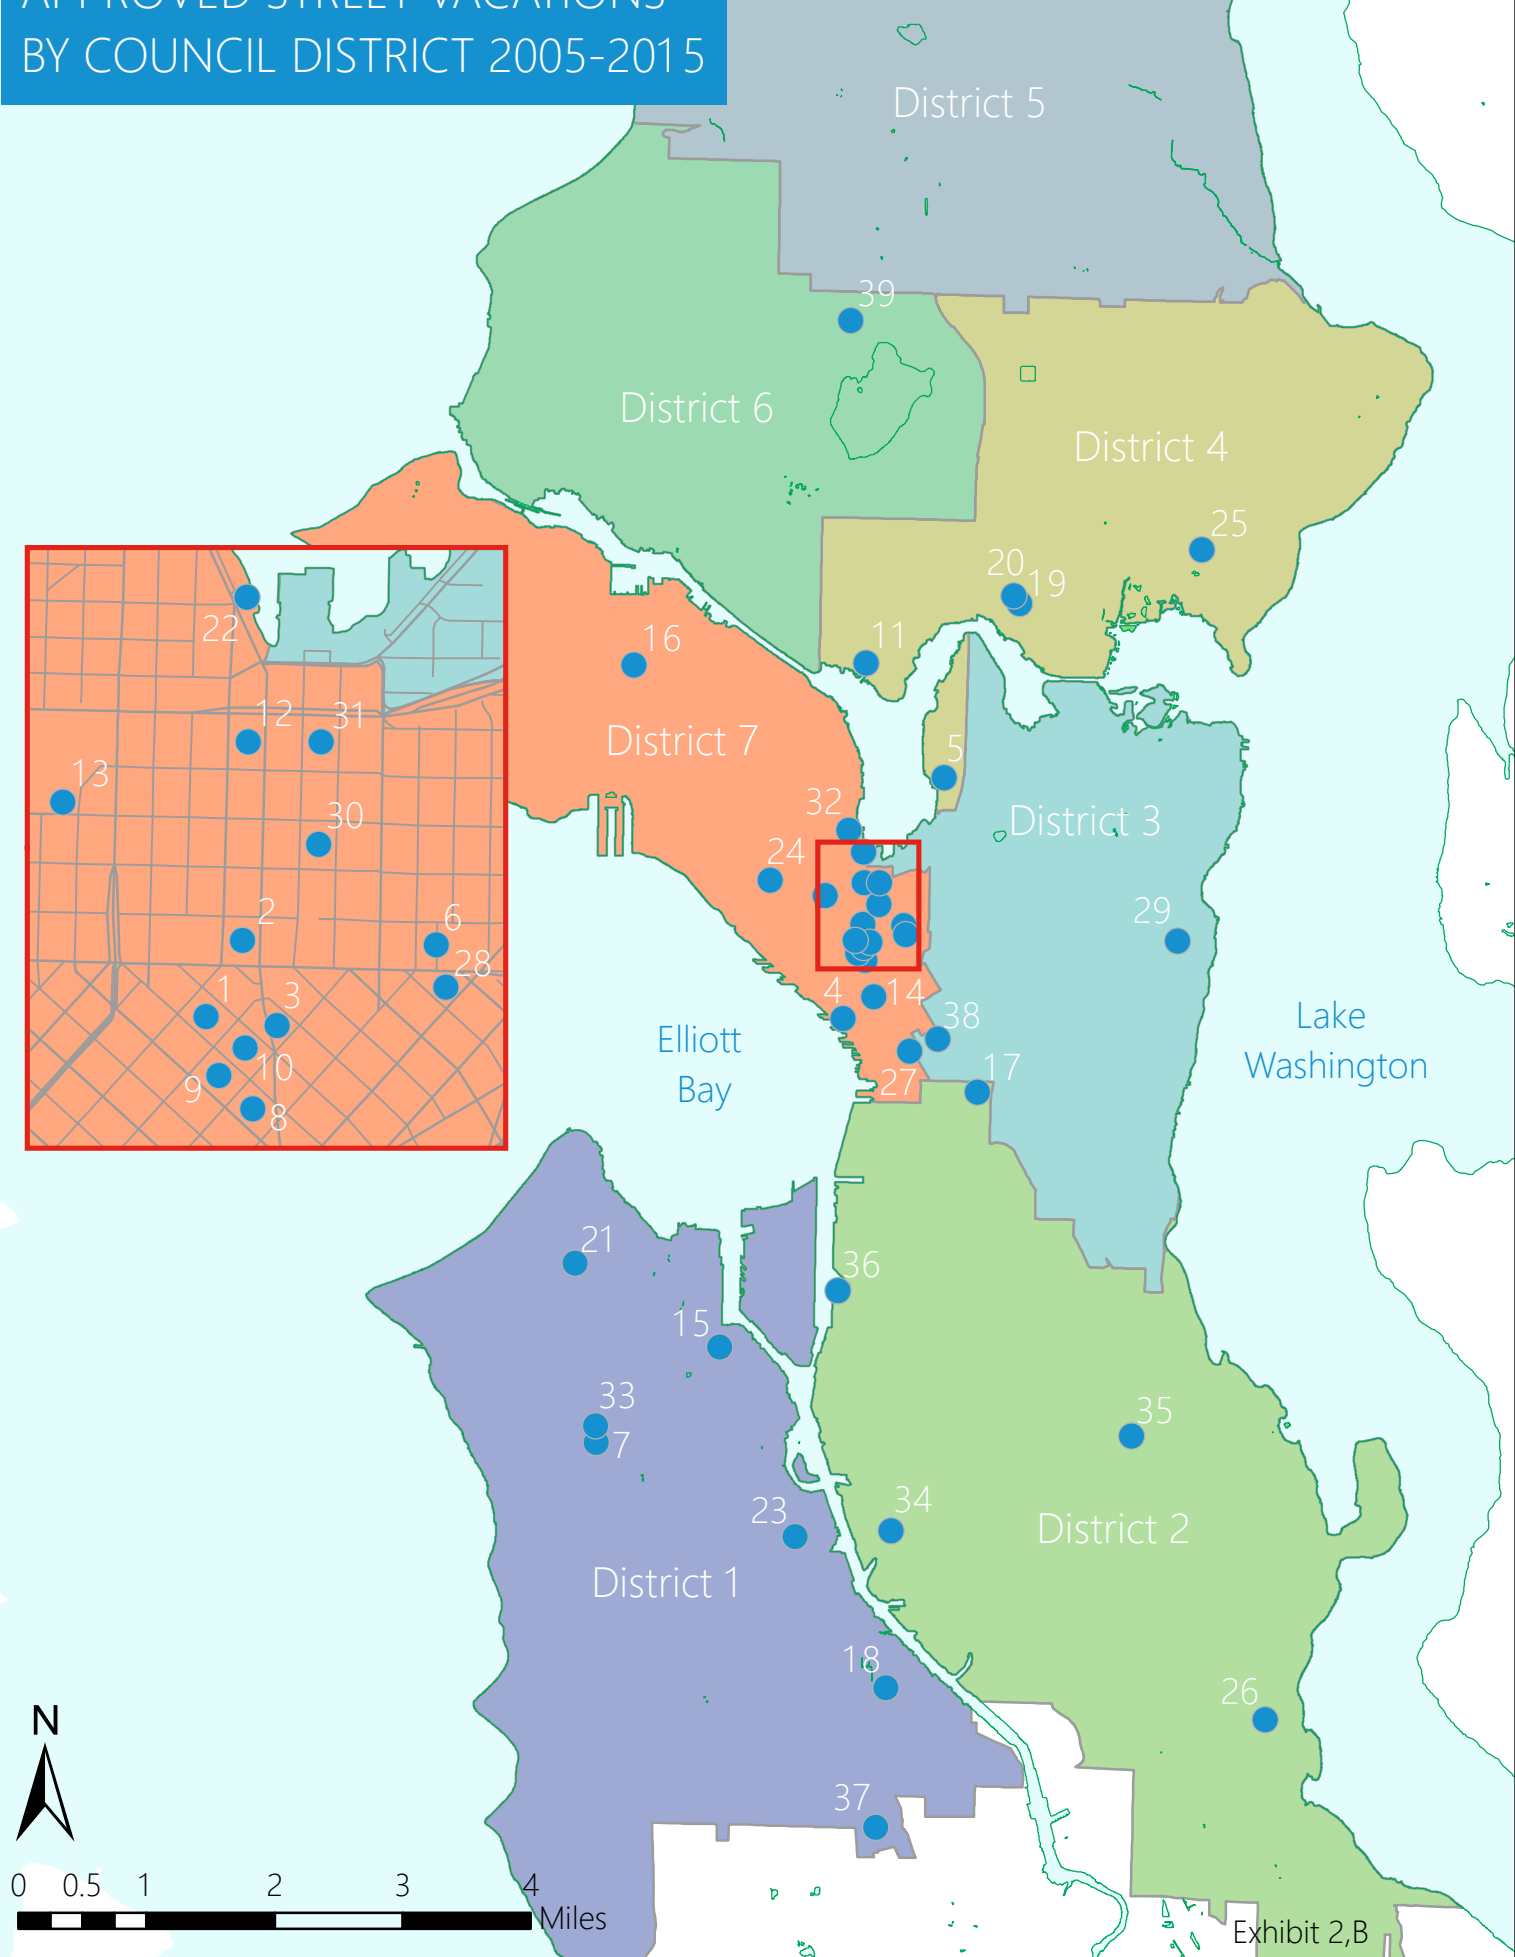 APPROVED STREET VACATIONS
BY COUNCIL DISTRICT 2005-2015
District 5
39
District 6
District 4
25
20
19
11
16
District 7
5
32
District 3
24
29
4
14
38
27
17
Elliott
Bay
Lake
Washington
22
12
31
13
30
2
6
28
1
3
10
9
8
21
36
15
33
7
35
34
23
District 2
District 1
18
26
37
N
0 0.5 1 2 3 4
Miles
Exhibit 2,B